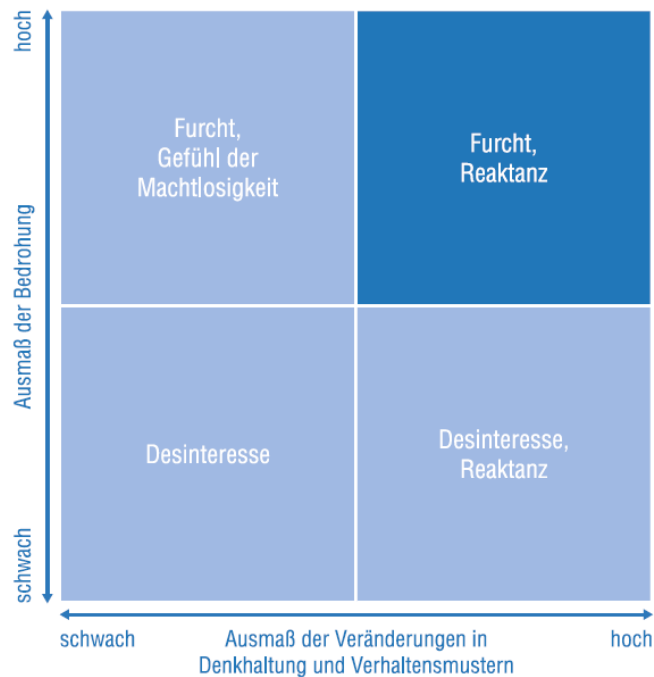 hoch
Ausmaß der Bedrohung
schwach
Furcht,
Gefühl der
Machtlosigkeit
Furcht,
Reaktanz
Desinteresse
Desinteresse,
Reaktanz
schwach
Ausmaß der Veränderungen in
Denkhaltung und Verhaltensmustern
hoch